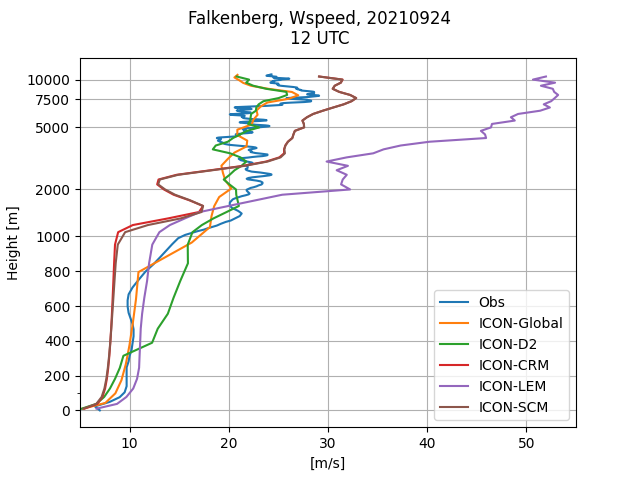 Falkenberg, Wspeed, 20210924
12 UTC
Height [m]
10000
7500
5000
2000
1000
800
600
400
200
0
Obs
ICON-Global
ICON-D2
ICON-CRM
ICON-LEM
ICON-SCM
10 20 30 40 50
[m/s]